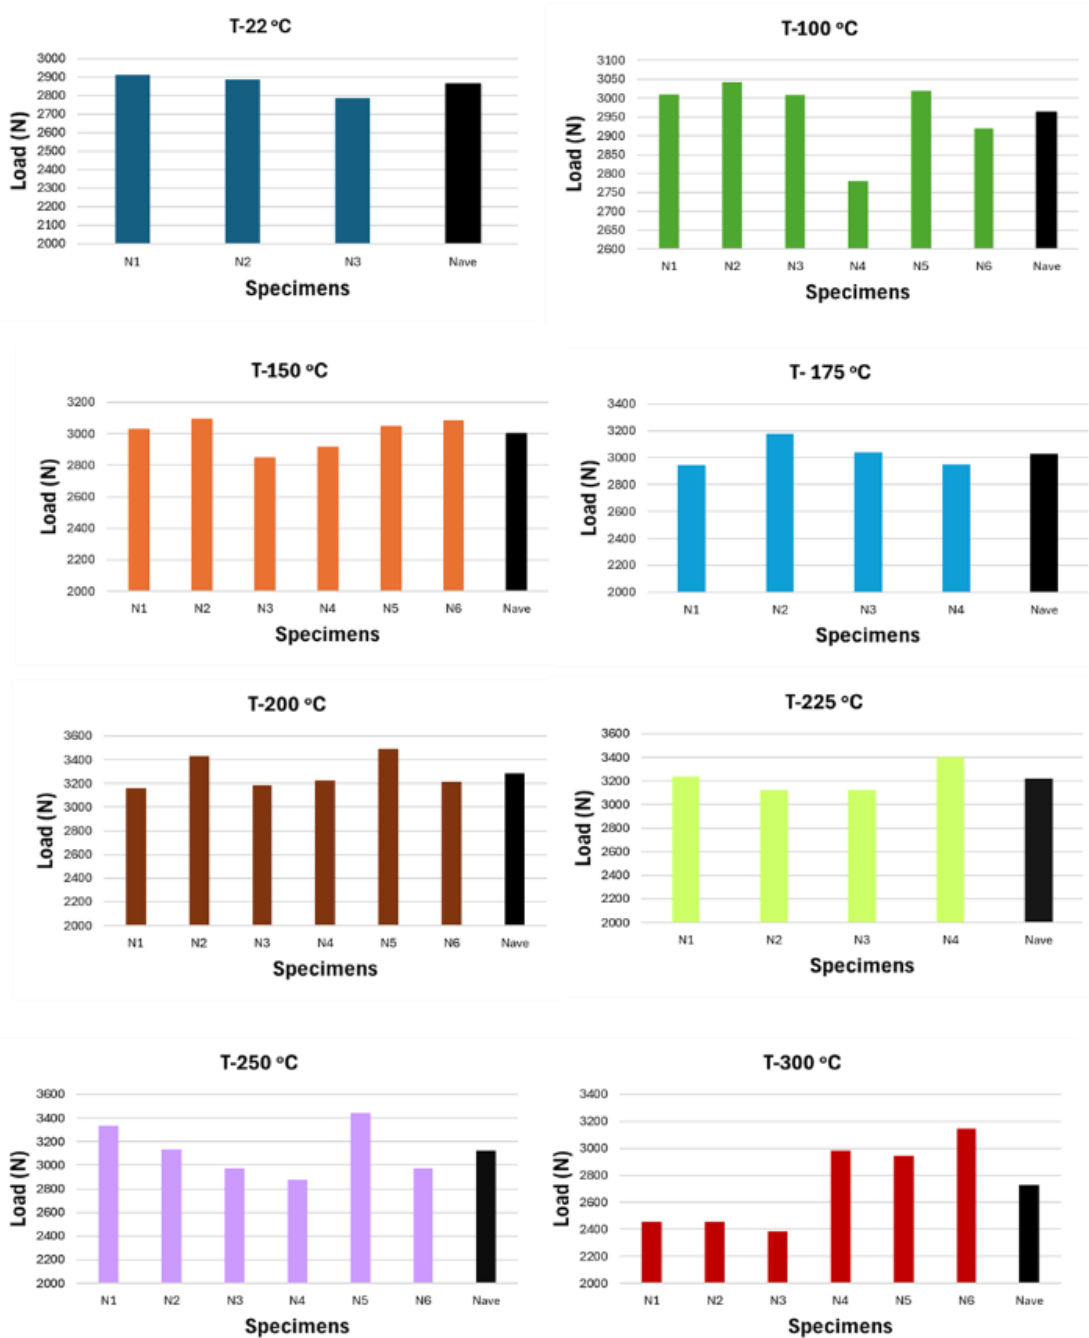 T-22 °C
3000
2900
2800
2700
2600
2500
2400
2300
2200
2100
2000
Load (N)
N1 N2 N3 Nave
Specimens
T-100 °C
3100
3050
3000
2950
2900
2850
2800
2750
2700
2650
2600
Load (N)
N1 N2 N3 N4 N5 N6 Nave
Specimens
T-150 °C
3200
3000
2800
2600
2400
2200
2000
Load (N)
N1 N2 N3 N4 N5 N6 Nave
Specimens
T- 175 °C
3400
3200
3000
2800
2600
2400
2200
2000
Load (N)
N1 N2 N3 N4 Nave
Specimens
T-200 °C
3600
3400
3200
3000
2800
2600
2400
2200
2000
Load (N)
N1 N2 N3 N4 N5 N6 Nave
Specimens
T-225 °C
3600
3400
3200
3000
2800
2600
2400
2200
2000
Load (N)
N1 N2 N3 N4 Nave
Specimens
T-250 °C
3600
3400
3200
3000
2800
2600
2400
2200
2000
Load (N)
N1 N2 N3 N4 N5 N6 Nave
Specimens
T-300 °C
3400
3200
3000
2800
2600
2400
2200
2000
Load (N)
N1 N2 N3 N4 N5 N6 Nave
Specimens